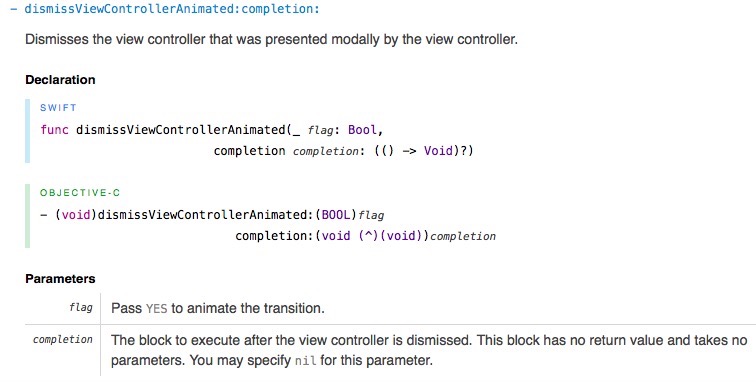 – dismissViewControllerAnimated:completion:
Dismisses the view controller that was presented modally by the view controller.
Declaration
SWIFT
func dismissViewControllerAnimated(_ flag: Bool,
completion completion: (() -> Void)?)
OBJECTIVE-C
- (void)dismissViewControllerAnimated:(BOOL)flag
completion:(void (^)(void))completion
Parameters
flag Pass YES to animate the transition.
completion The block to execute after the view controller is dismissed. This block has no return value and takes no
parameters. You may specify nil for this parameter.